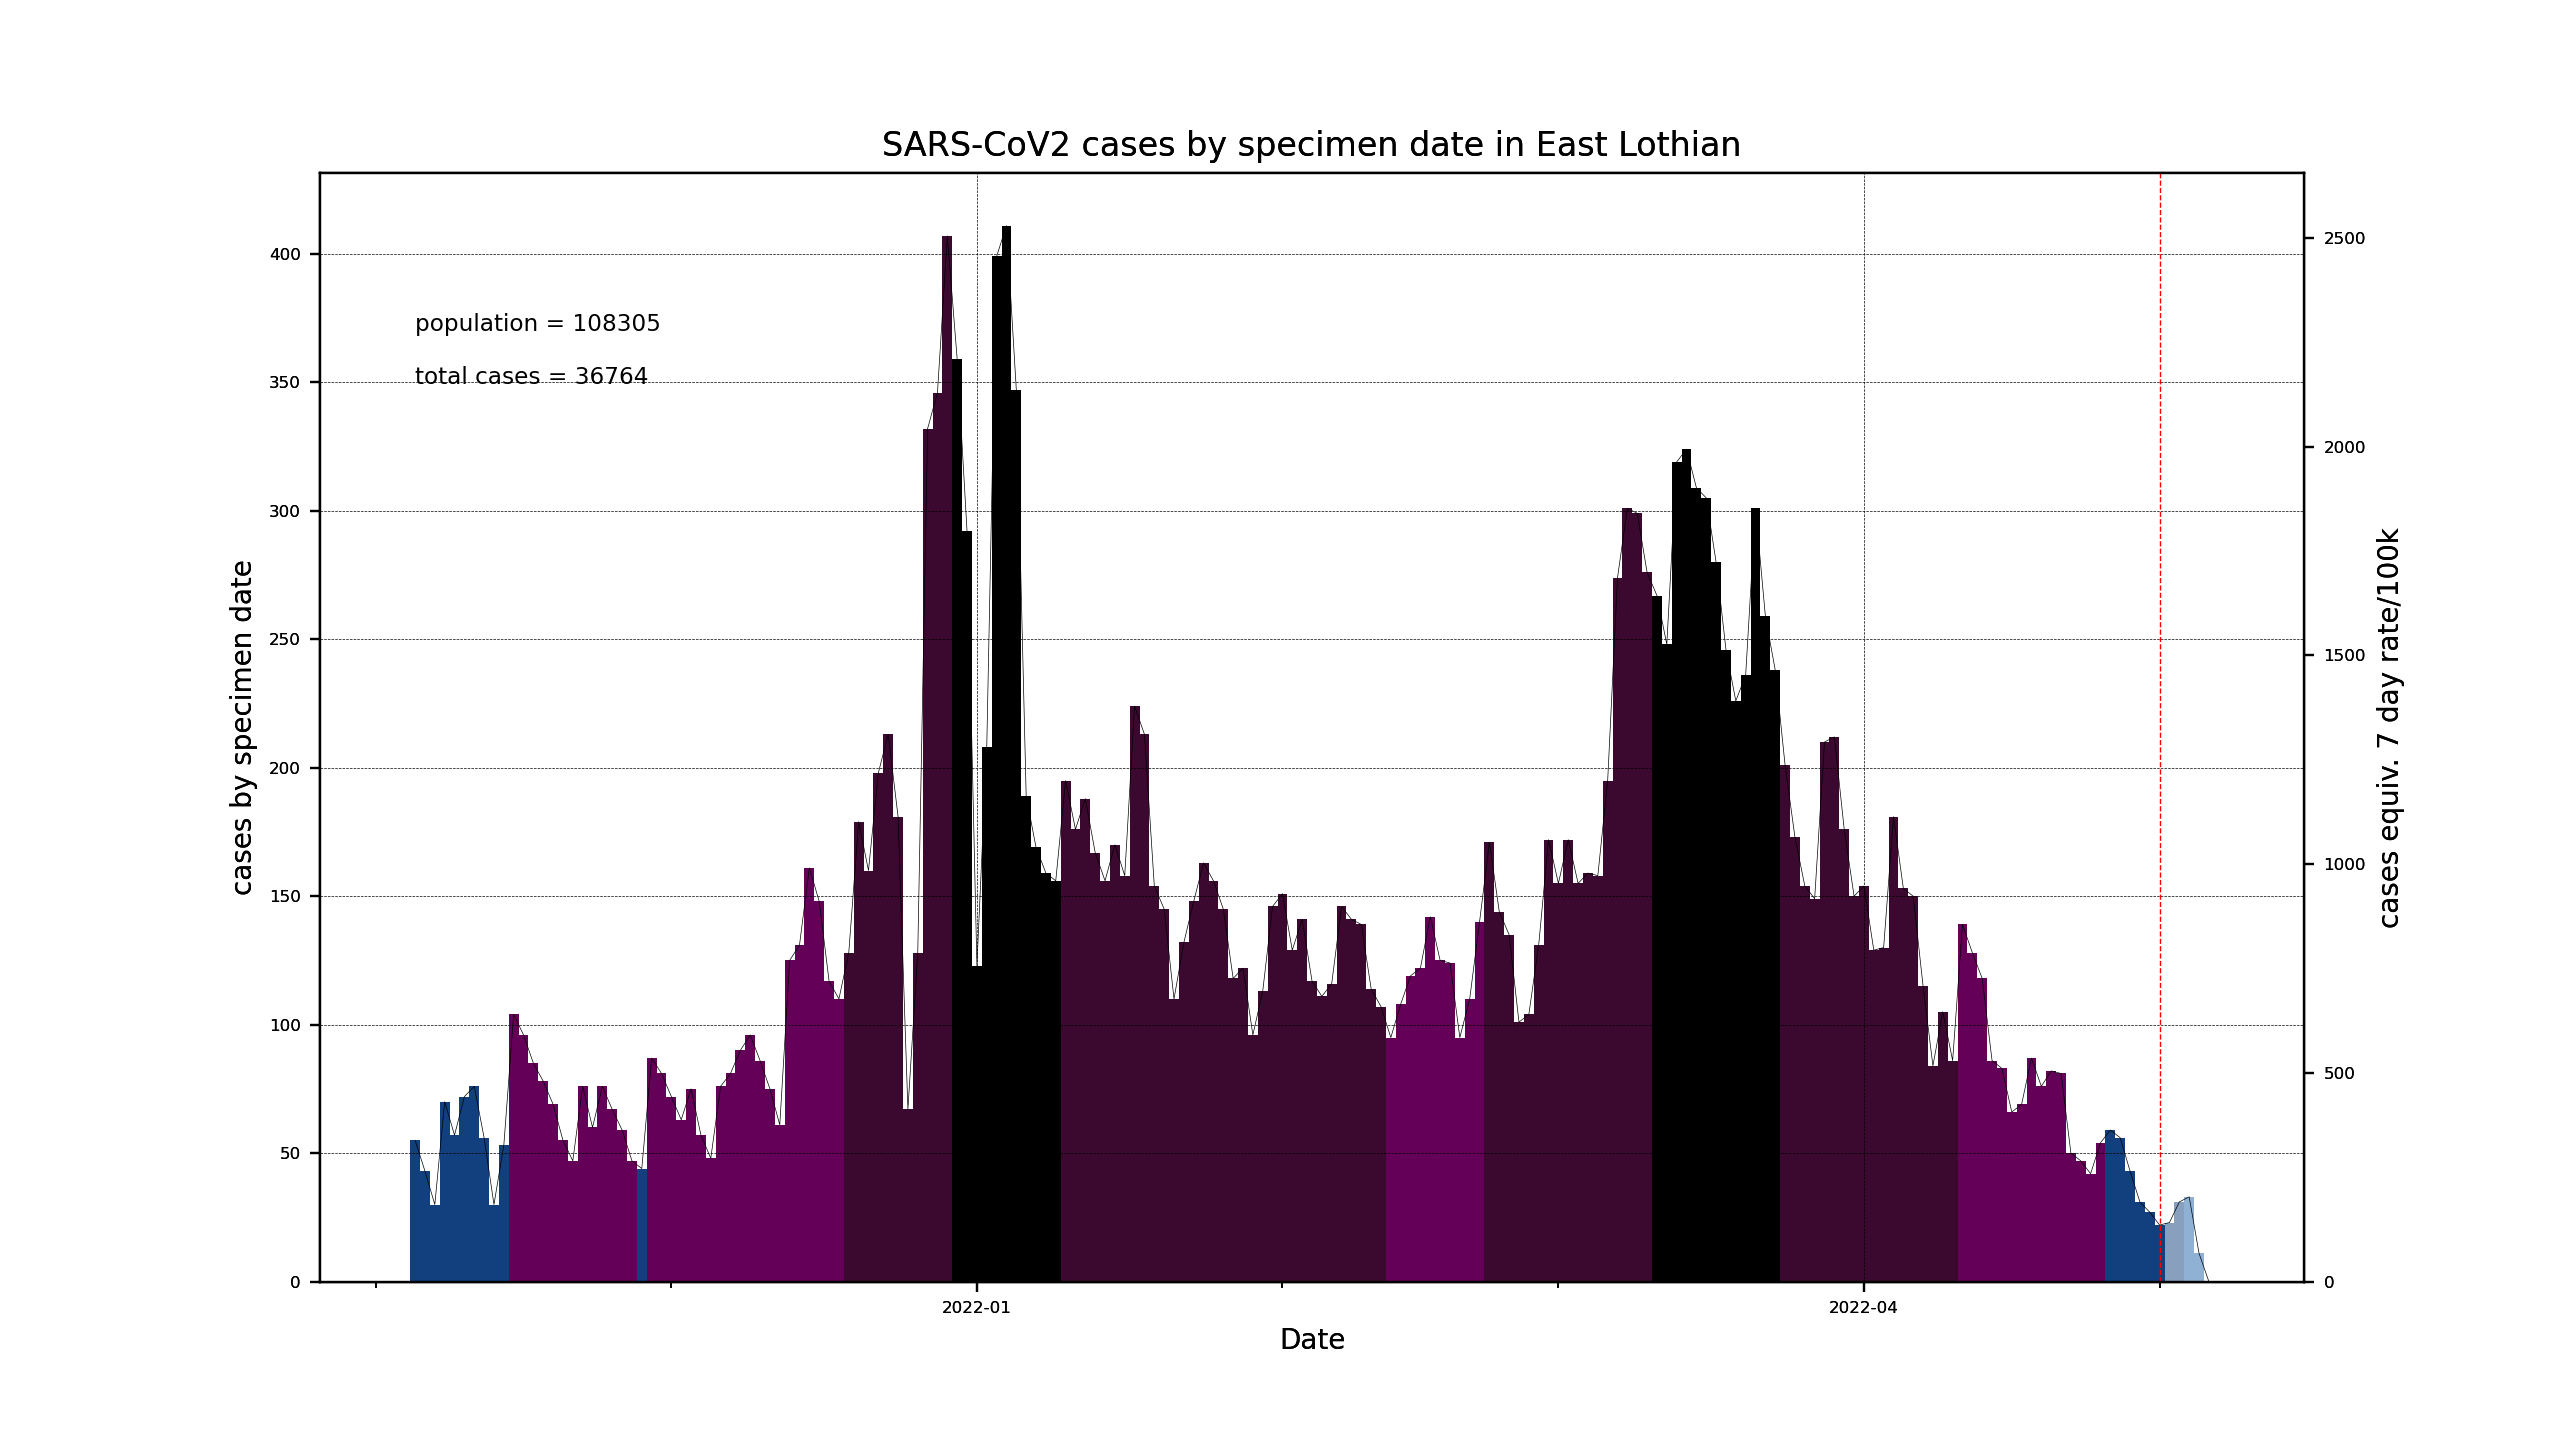 SARS-CoV2 cases by specimen date in East Lothian
population = 108305
total cases = 36764
cases by specimen date
400
350
300
250
200
150
100
50
0
2500
2000
1500
1000
500
0
cases equiv. 7 day rate/100k
2022-01
2022-04
Date